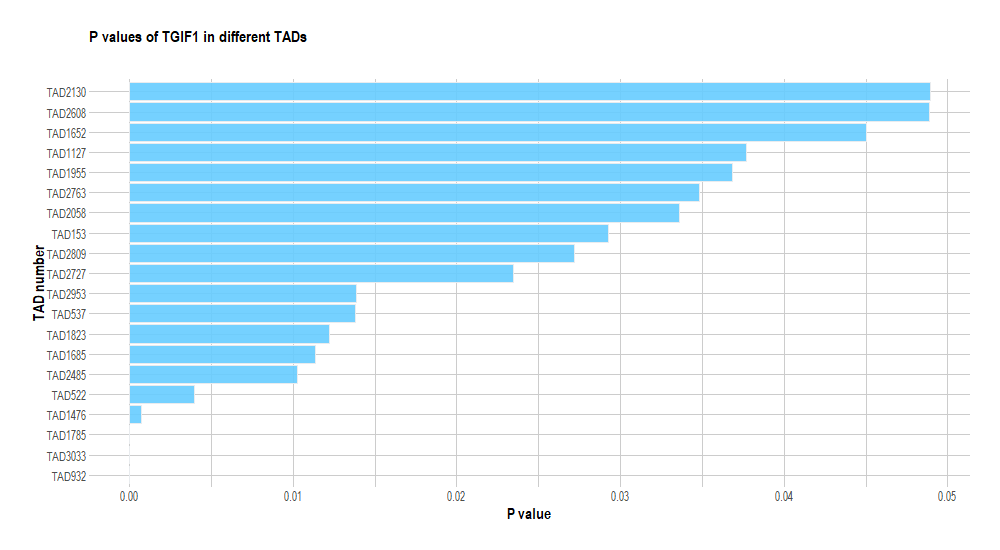 P values of TGIF1 in different TADs
TAD number
TAD2130
TAD2608
TAD1652
TAD1127
TAD1955
TAD2763
TAD2058
TAD153
TAD2809
TAD2727
TAD2953
TAD537
TAD1823
TAD1685
TAD2485
TAD522
TAD1476
TAD1785
TAD3033
TAD932
0.00 0.01 0.02 0.03 0.04 0.05
P value